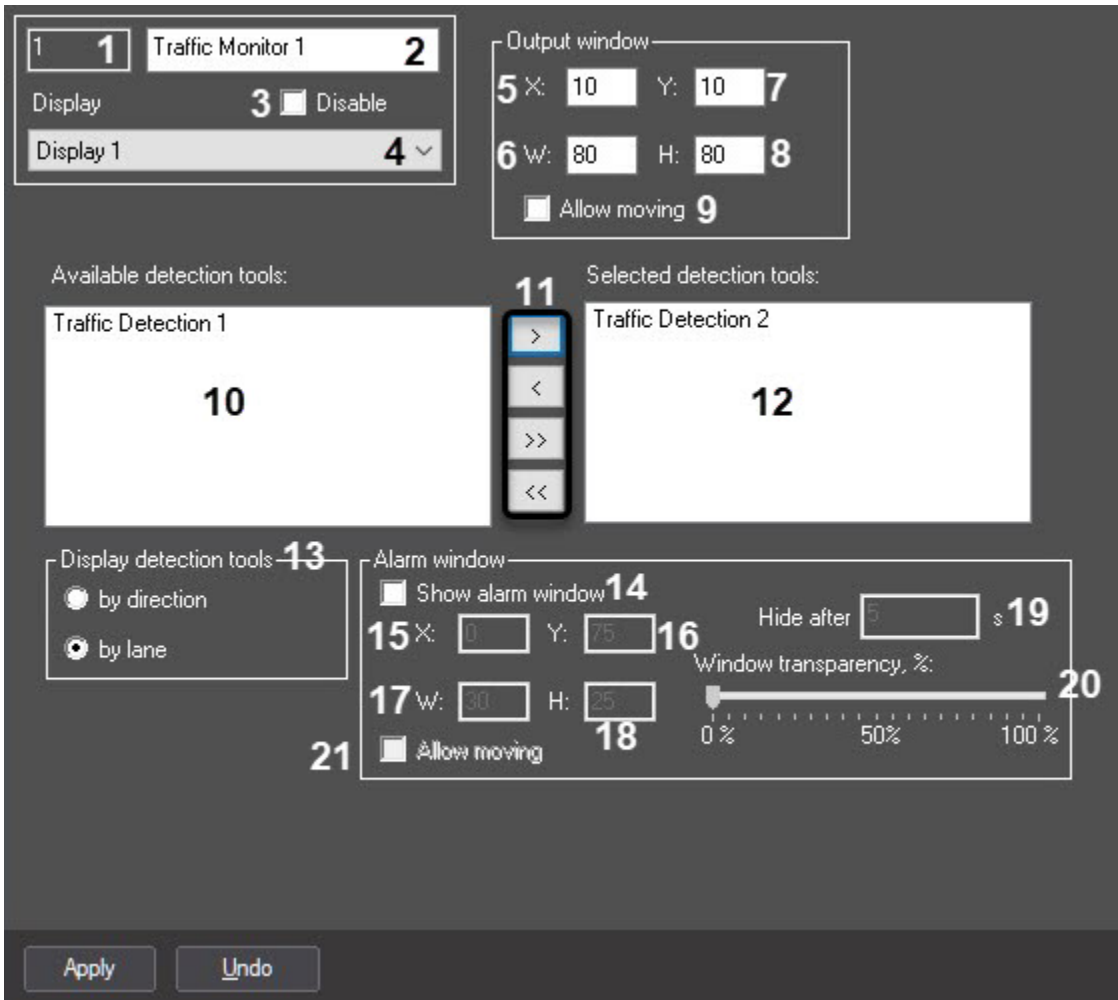 1 1 Traffic Monitor 1 2
Display 3 Disable
Display 1 4
Output window
5 X: 10 Y: 10 7
6 W: 80 H: 80 8
Allow moving 9
Available detection tools:
Traffic Detection 1
10
11
>
<
>>
<<
Selected detection tools:
Traffic Detection 2
12
Display detection tools 13
by direction
by lane
Alarm window
Show alarm window 14
15 X: 0 Y: 75 16
17 W: 30 H: 25 18
21 Allow moving
Hide after 5 s 19
Window transparency, %:
20
0 % 50% 100 %
Apply Undo